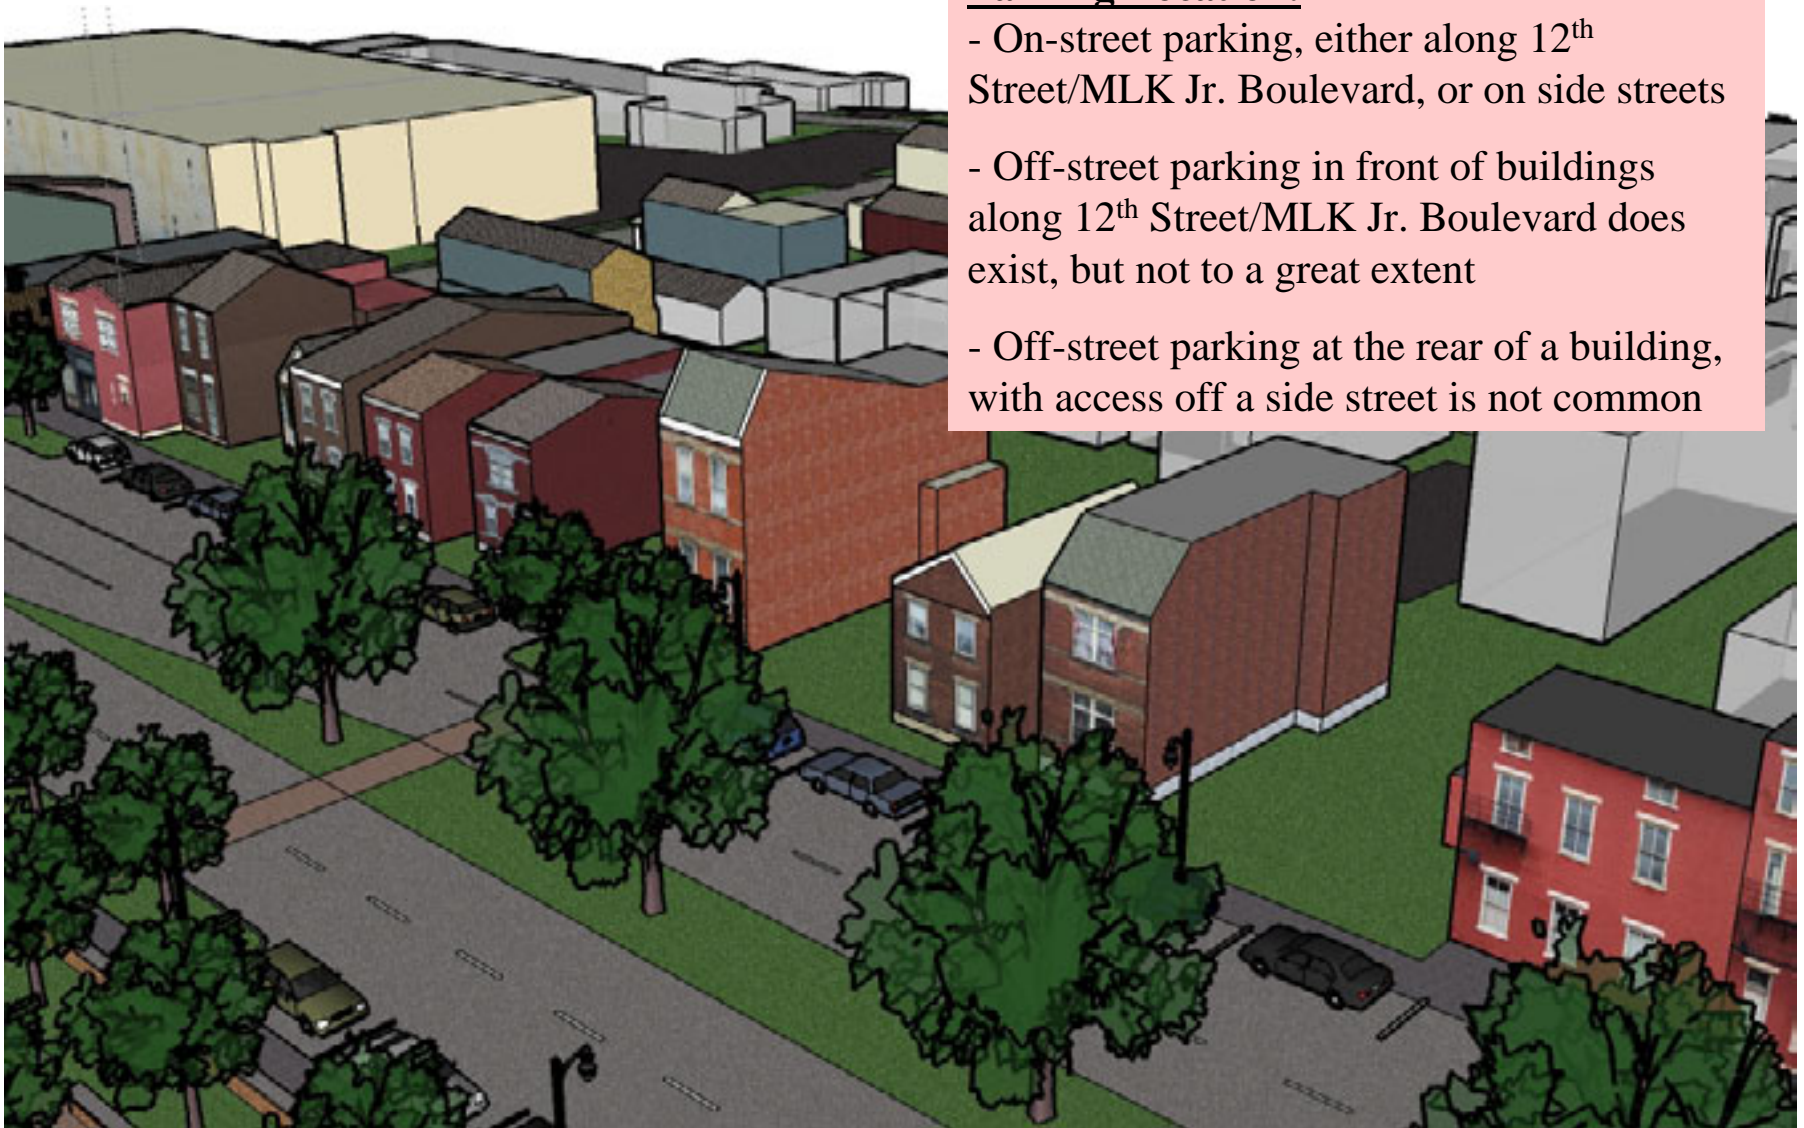 - On-street parking, either along 12th
Street/MLK Jr. Boulevard, or on side streets
- Off-street parking in front of buildings
along 12th Street/MLK Jr. Boulevard does
exist, but not to a great extent
- Off-street parking at the rear of a building,
with access off a side street is not common